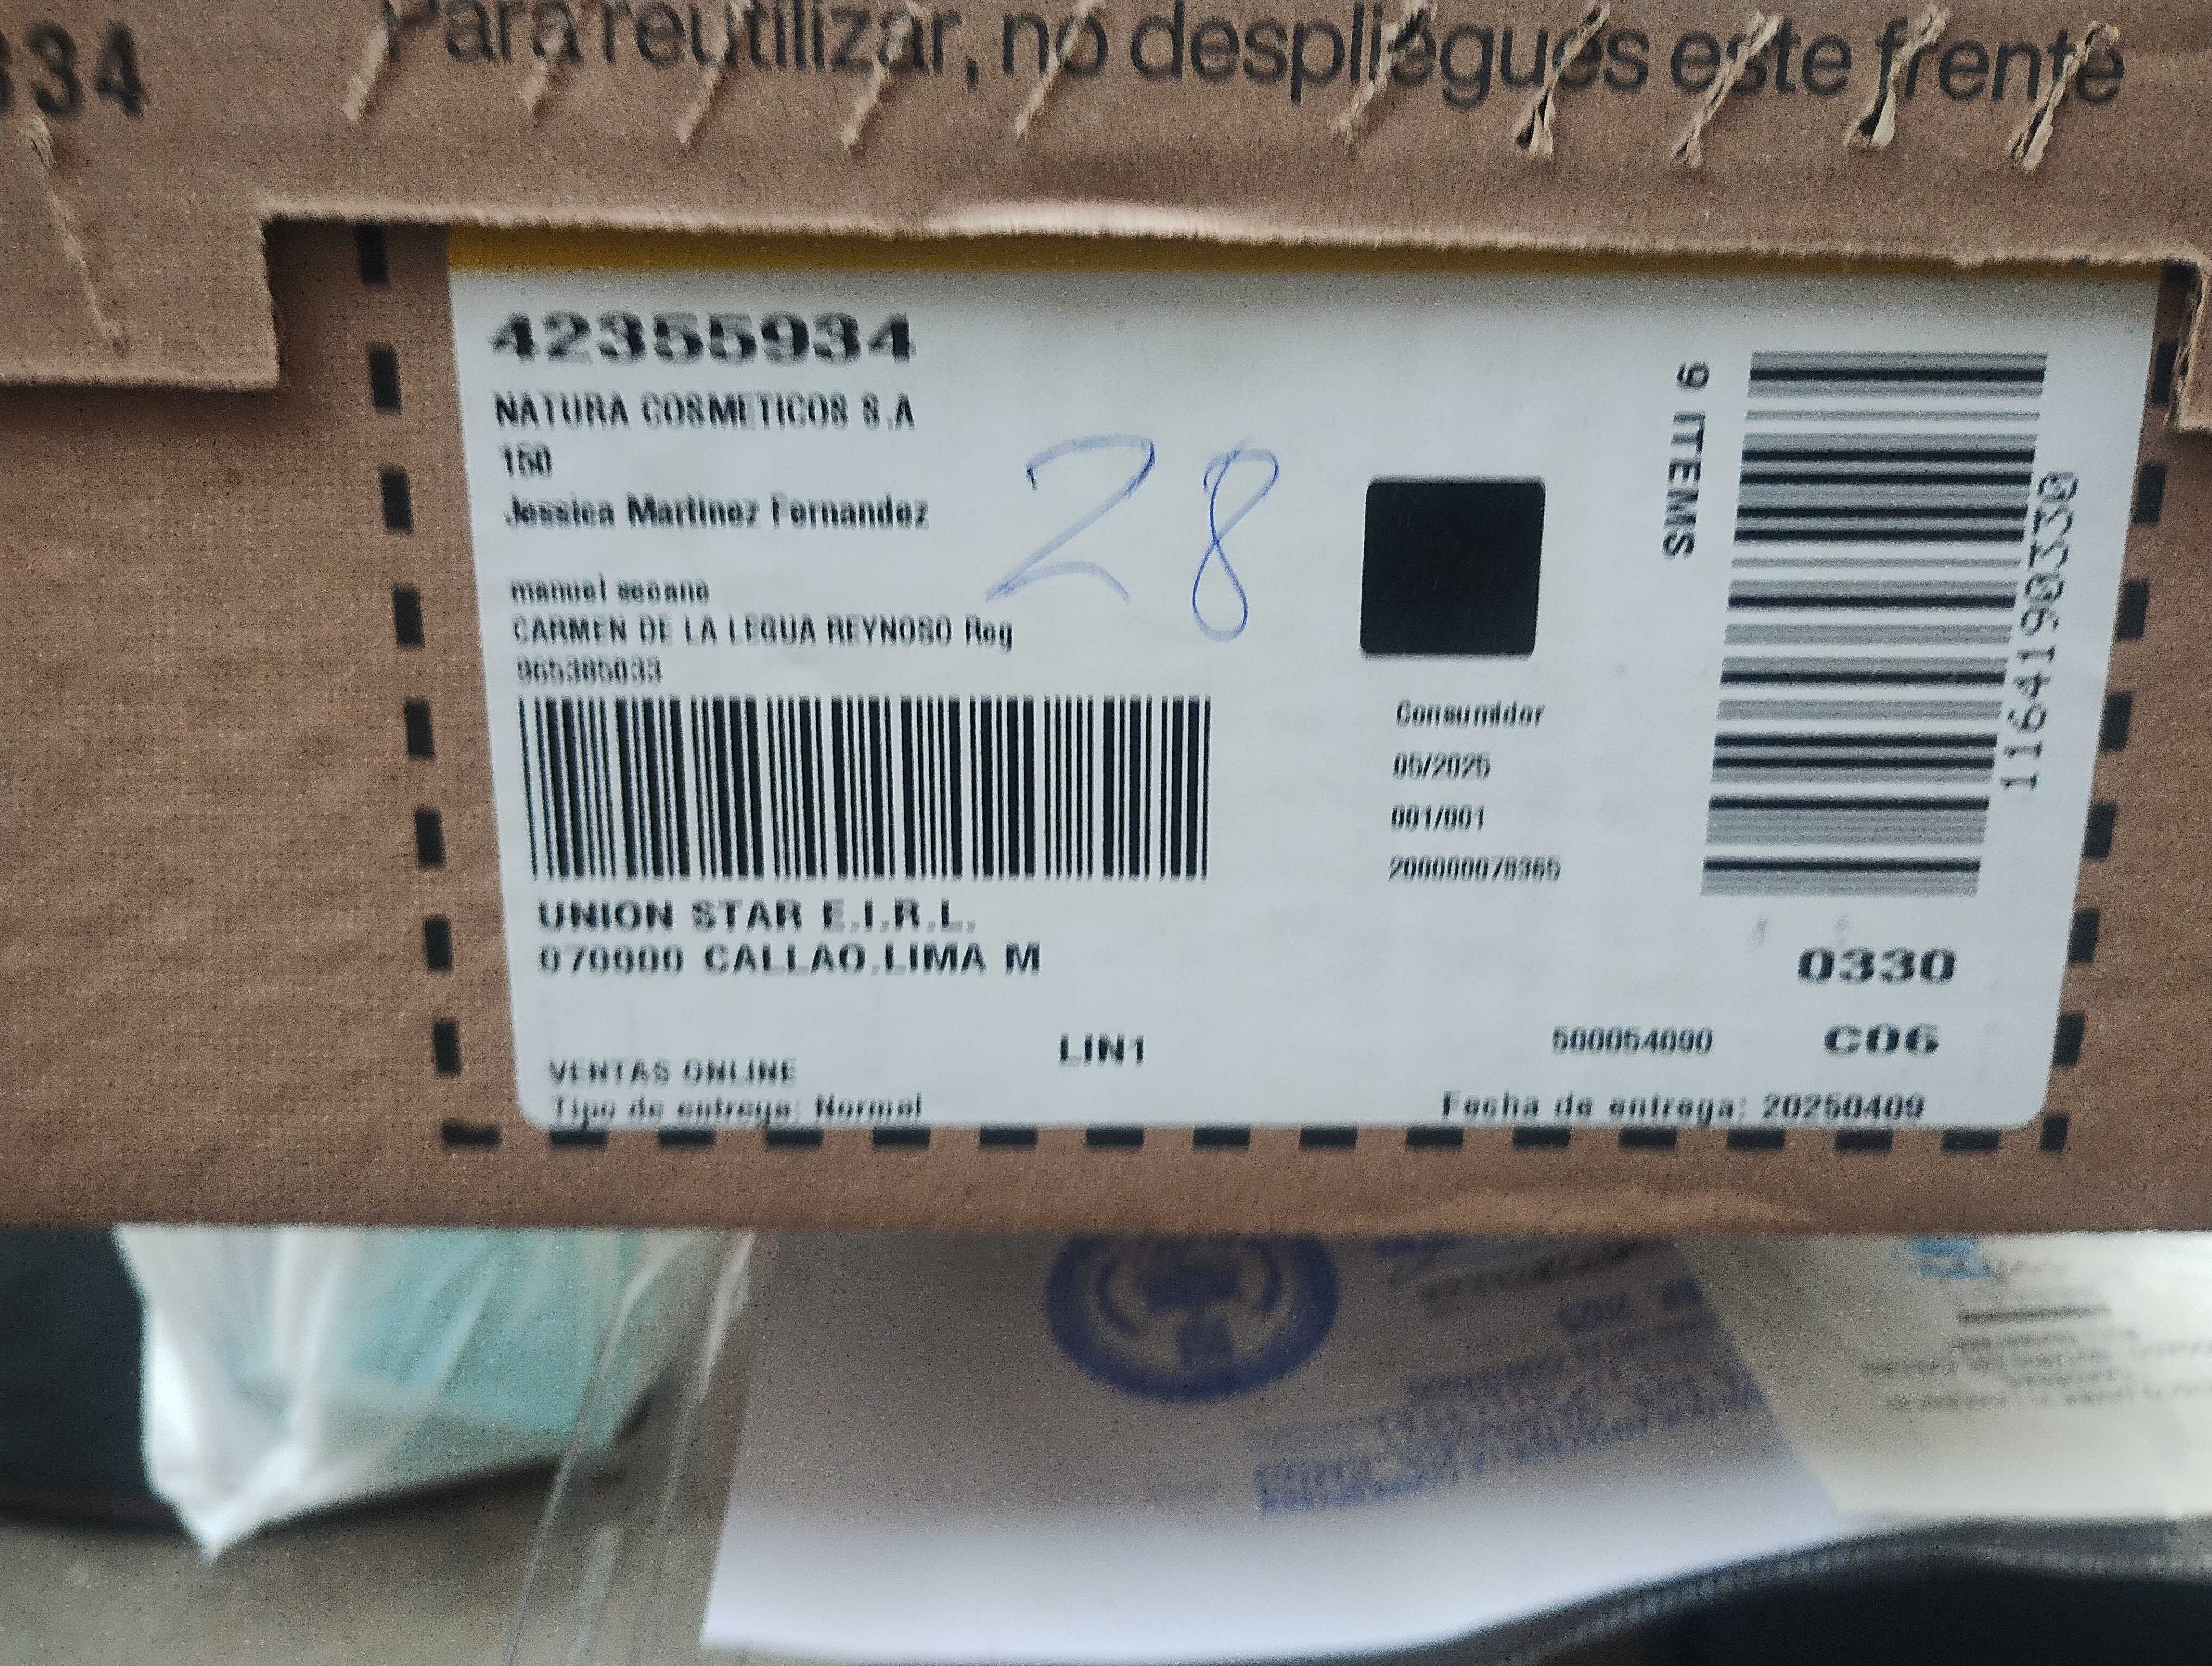 334
Para reutilizar, no despliegues este frente
42355934
NATURA COSMETICOS S.A
150
Jessica Martinez Fernandez
28
manuel seoane
CARMEN DE LA LEGUA REYNOSO Reg
965385033
9 ITEMS
11641190330
Consumidor
05/2025
001/001
200000078365
UNION STAR E.I.R.L.
070000 CALLAO,LIMA M
0330
LIN1
500054090
C06
VENTAS ONLINE
Tipo de entrega: Normal
Fecha de entrega: 20250409